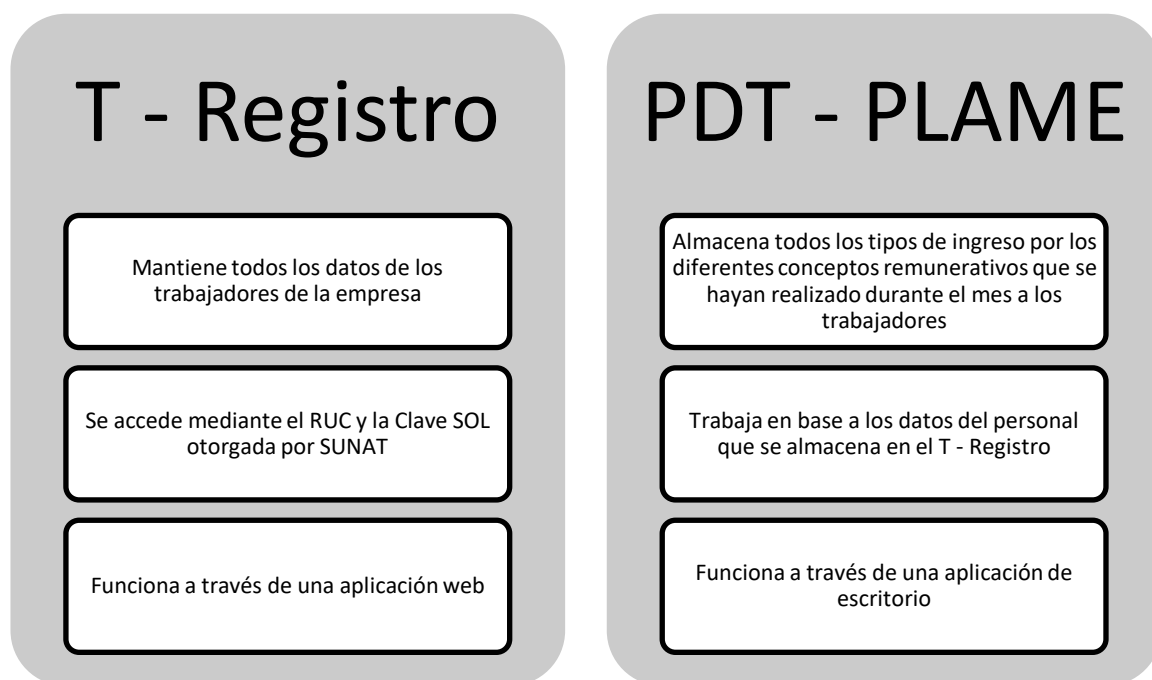 T - Registro
Mantiene todos los datos de los
trabajadores de la empresa
Se accede mediante el RUC y la Clave SOL
otorgada por SUNAT
Funciona a través de una aplicación web
PDT - PLAME
Almacena todos los tipos de ingreso por los
diferentes conceptos remunerativos que se
hayan realizado durante el mes a los
trabajadores
Trabaja en base a los datos del personal
que se almacena en el T - Registro
Funciona a través de una aplicación de
escritorio